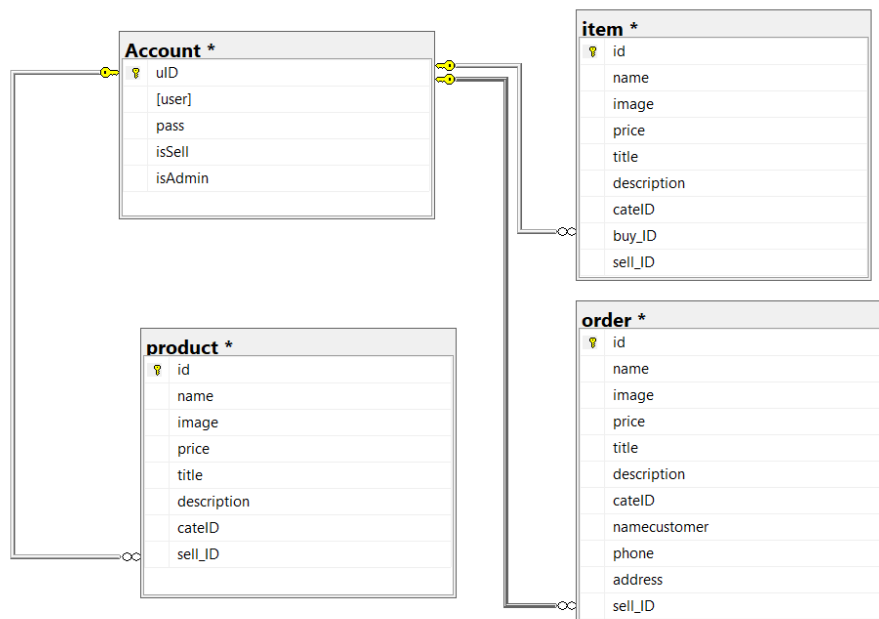 Account *
uID
[user]
pass
isSell
isAdmin
item *
id
name
image
price
title
description
cateID
buy_ID
sell_ID
product *
id
name
image
price
title
description
cateID
sell_ID
order *
id
name
image
price
title
description
cateID
namecustomer
phone
address
sell_ID